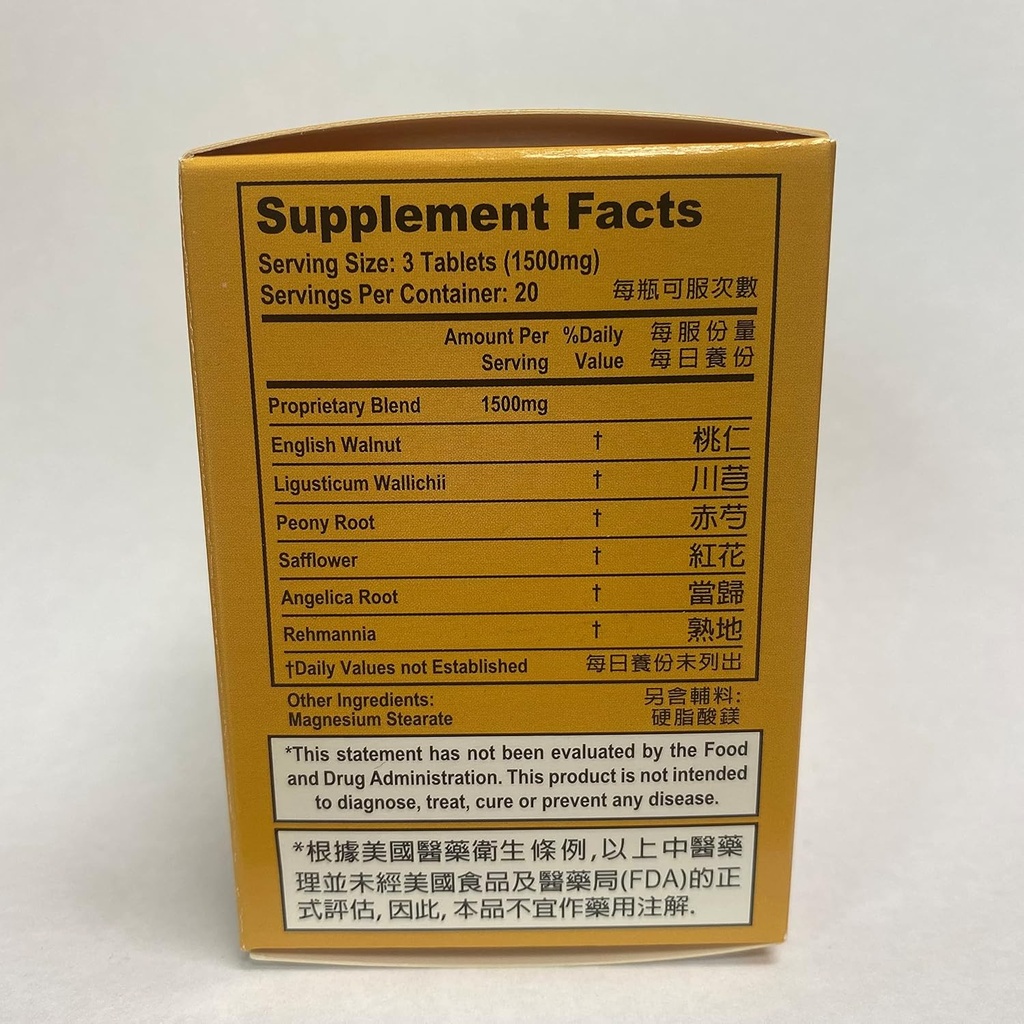 Supplement Facts
Serving Size: 3 Tablets (1500mg)
Servings Per Container: 20 每瓶可服次數
Amount Per %Daily 每服份量
Serving Value 每日養份
Proprietary Blend 1500mg
English Walnut † 桃仁
Ligusticum Wallichii † 川芎
Peony Root † 赤芍
Safflower † 紅花
Angelica Root † 當歸
Rehmannia † 熟地
†Daily Values not Established 每日養份未列出
Other Ingredients: 另含輔料:
Magnesium Stearate 硬脂酸鎂
*This statement has not been evaluated by the Food
and Drug Administration. This product is not intended
to diagnose, treat, cure or prevent any disease.
*根據美國醫藥衛生條例,以上中醫藥
理並未經美國食品及醫藥局(FDA)的正
式評估, 因此, 本品不宜作藥用注解.